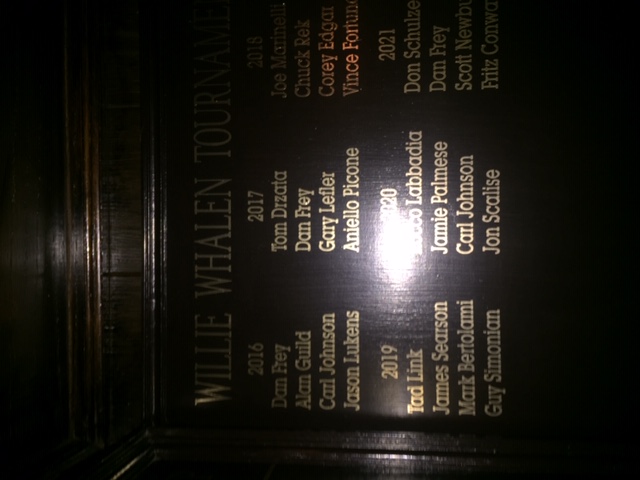 WILLIE WHALEN
2016
Dan Frey
Alan Guild
Carl Johnson
Jason Lukens
2017
Tom Drzata
Dan Frey
Gary Lefler
Aniello Picone
2018
Joe Marinelli
Chuck Rek
Corey Edgar
Vince
2019
Tad Link
James Searson
Mark Bertolami
Guy Simonian
Labbadia
Jamie Palmese
Carl Johnson
Jon Scalise
2021
Don Schulze
Dan Frey
Scott
Fritz